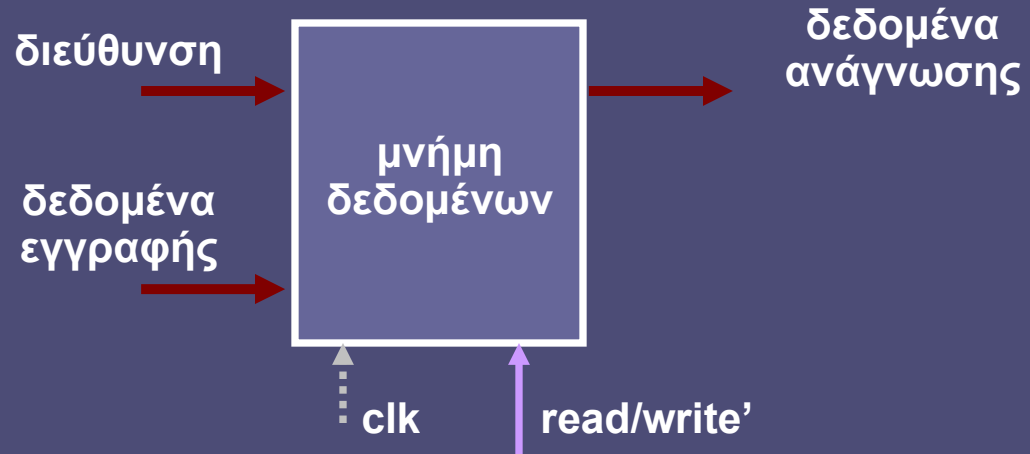 διεύθυνση
δεδομένα
ανάγνωσης
μνήμη
δεδομένων
δεδομένα
εγγραφής
clk
read/write’